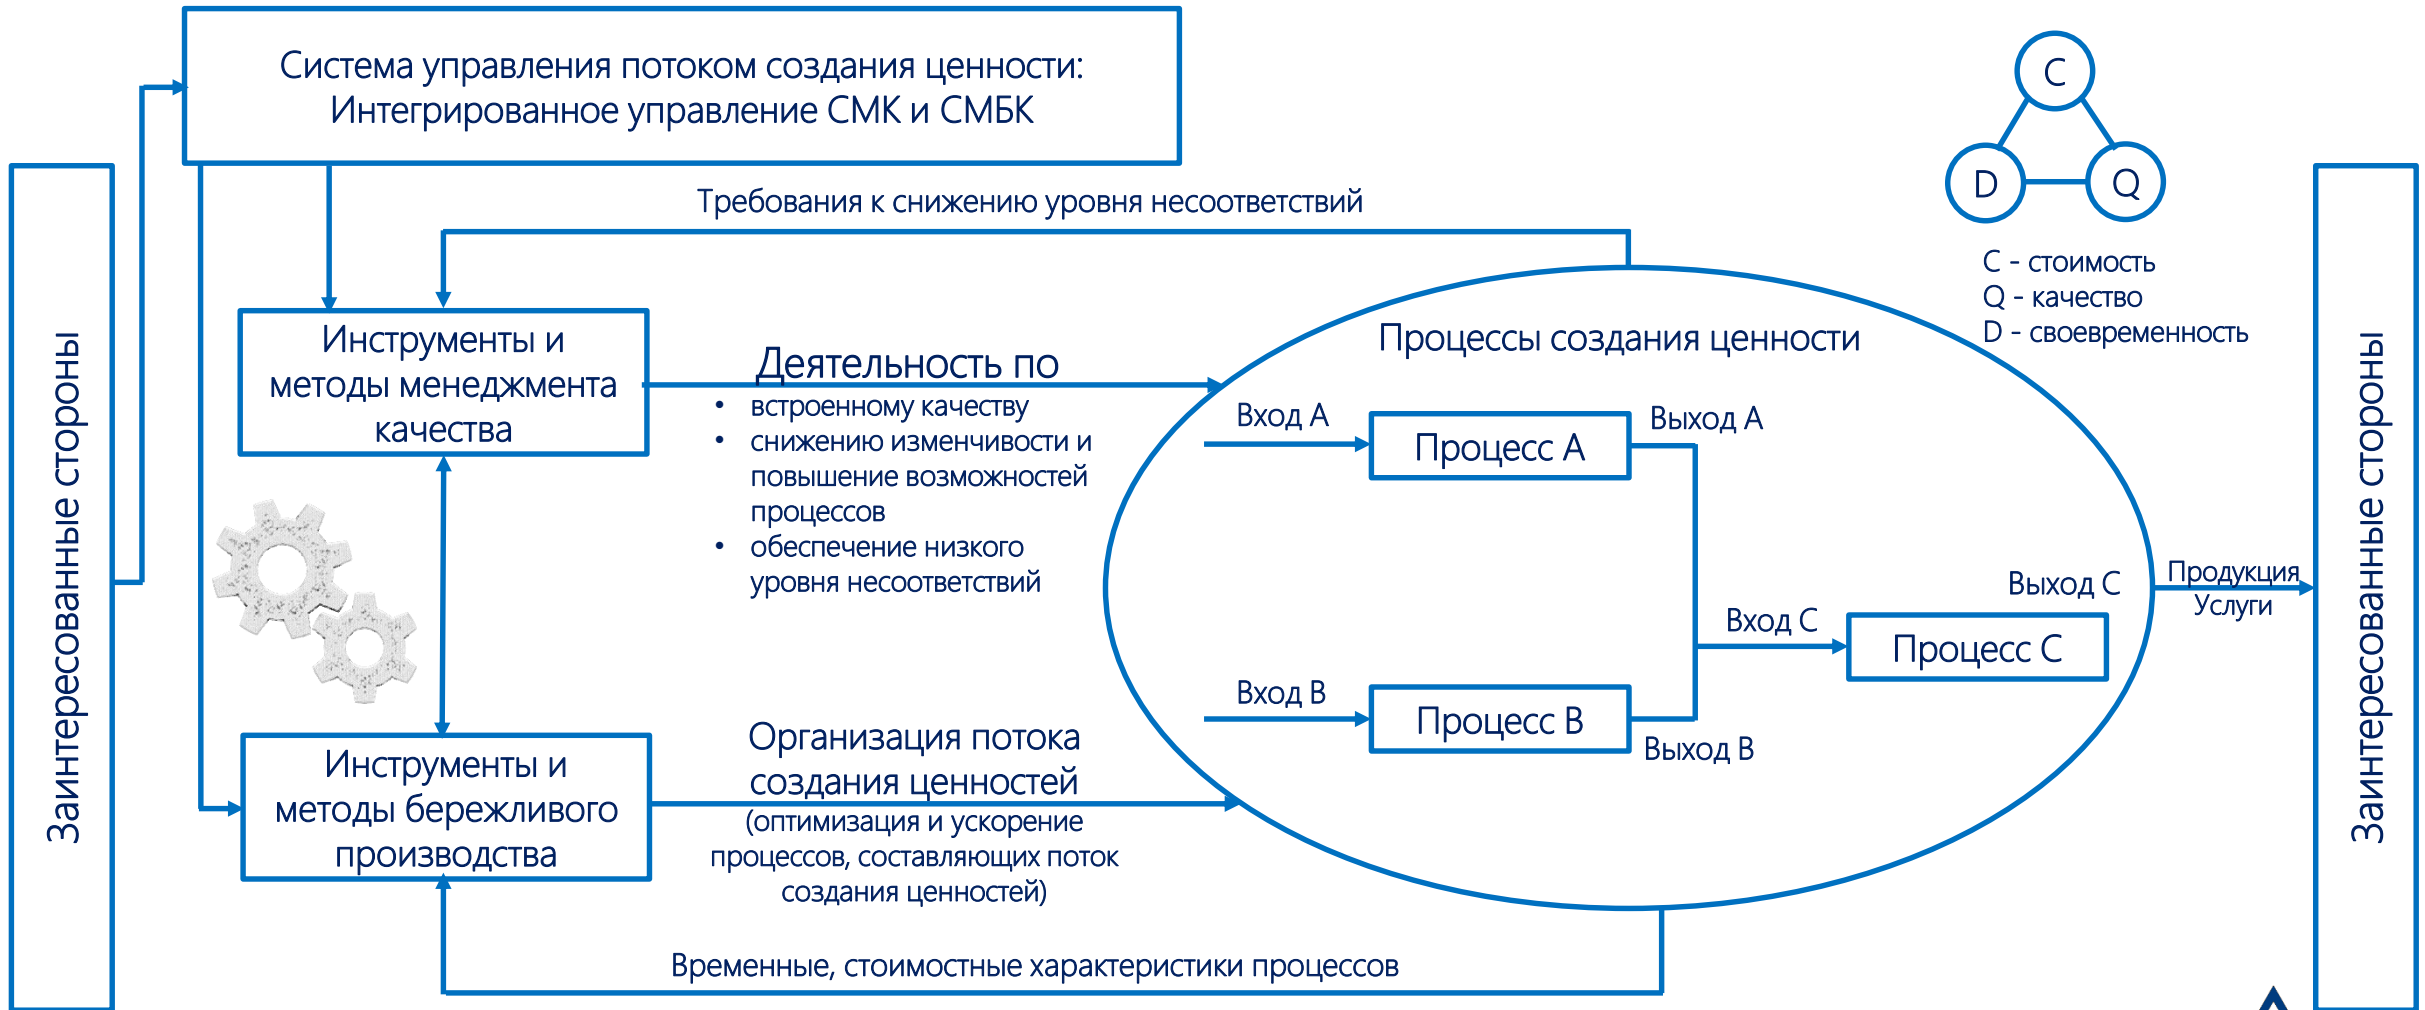 Система управления потоком создания ценности:
Интегрированное управление СМК и СМБК
Заинтересованные стороны
Требования к снижению уровня несоответствий
C
D
Q
C - стоимость
Q - качество
D - своевременность
Инструменты и
методы менеджмента
качества
Деятельность по
• встроенному качеству
• снижению изменчивости и
повышение возможностей
процессов
• обеспечение низкого
уровня несоответствий
Процессы создания ценности
Вход A
Процесс A
Выход A
Вход B
Процесс B
Выход B
Вход C
Процесс C
Выход C
Продукция
Услуги
Заинтересованные стороны
Инструменты и
методы бережливого
производства
Организация потока
создания ценностей
(оптимизация и ускорение
процессов, составляющих поток
создания ценностей)
Временные, стоимостные характеристики процессов